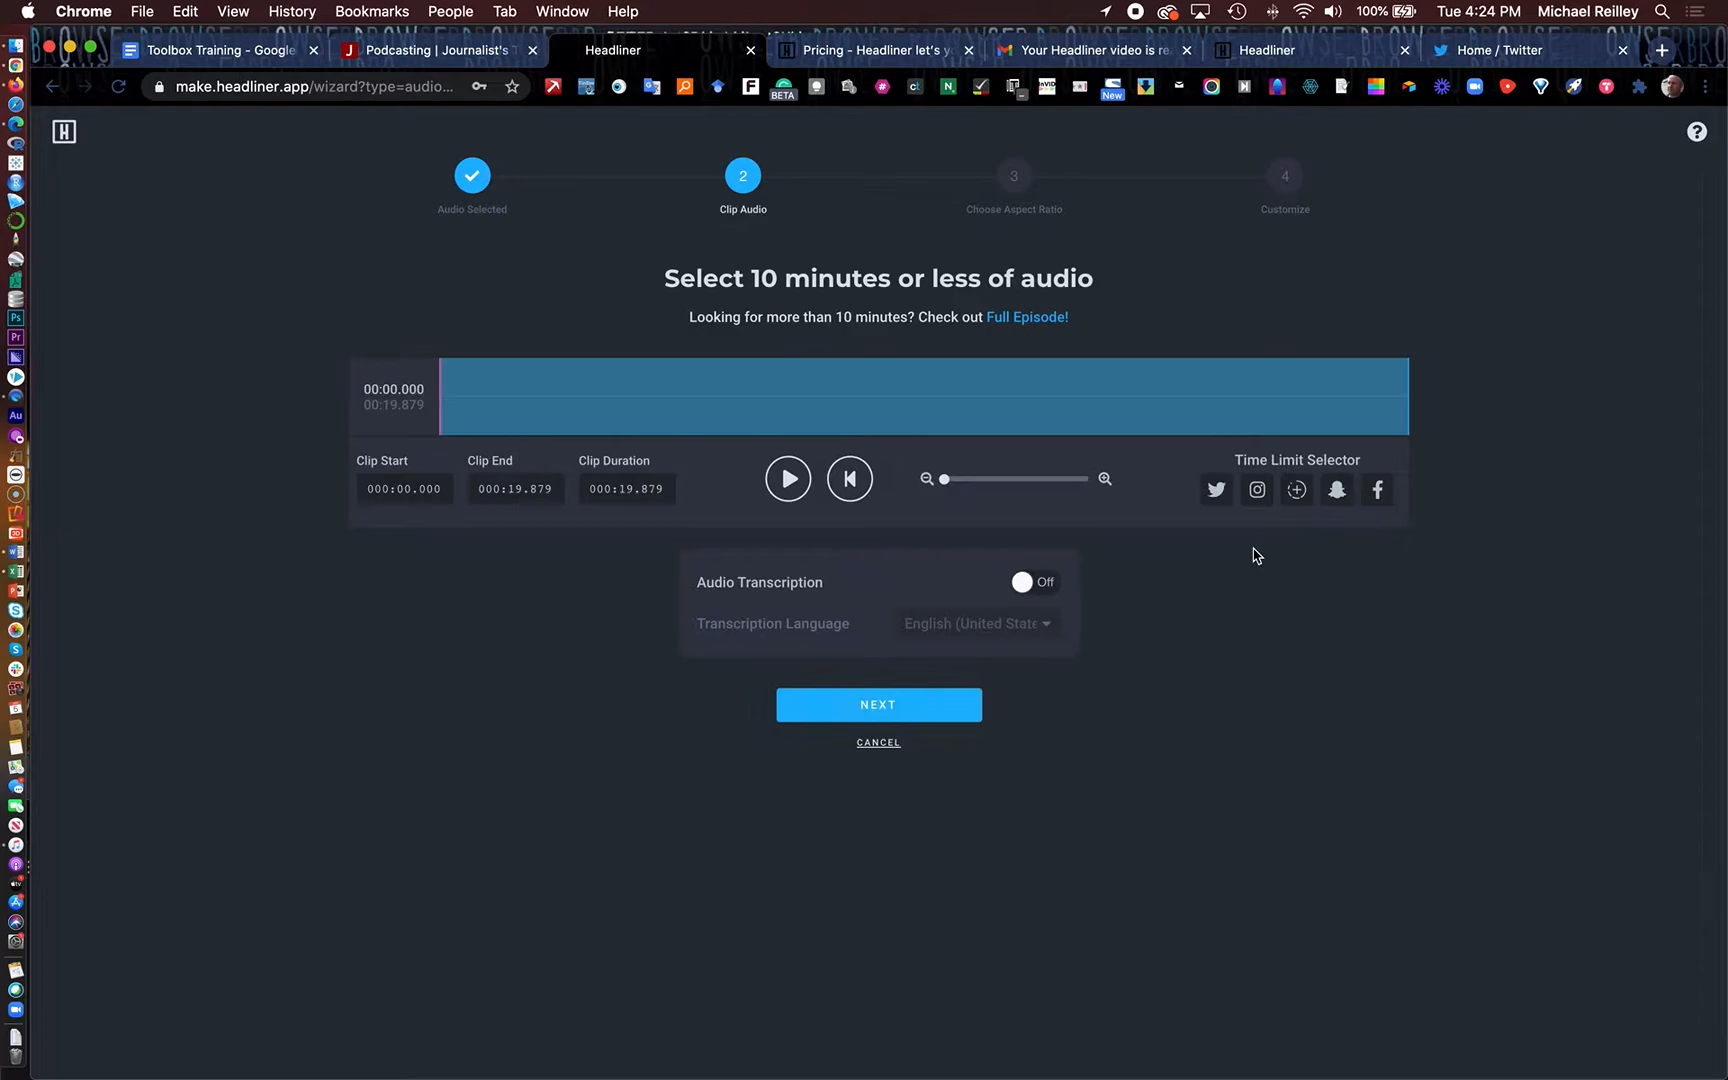 Chrome File Edit View History Bookmarks People Tab Window Help 100% Tue 4:24 PM Michael Reilley
Toolbox Training - Google
Podcasting | Journalist's T
Headliner
Pricing - Headliner let's yo
Your Headliner video is re
Headliner
Home / Twitter
make.headliner.app/wizard?type=audio...
BETA
New
H
?
2
3
4
Audio Selected
Clip Audio
Choose Aspect Ratio
Customize
Select 10 minutes or less of audio
Looking for more than 10 minutes? Check out Full Episode!
00:00.000
00:19.879
Clip Start
Clip End
Clip Duration
Time Limit Selector
000:00.000
000:19.879
000:19.879
Audio Transcription
Off
Transcription Language
English (United State
NEXT
CANCEL
Ps
Pr
Au